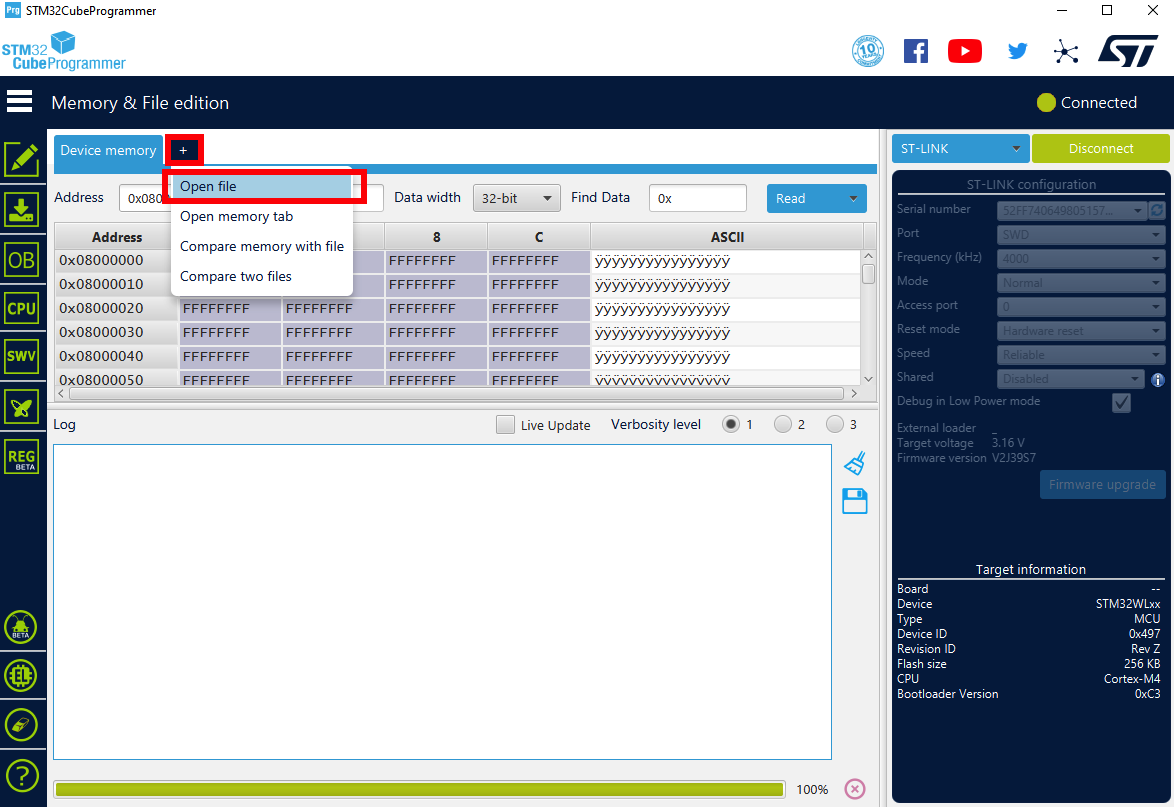 Prg STM32CubeProgrammer
STM32
CubeProgrammer
10
Memory & File edition
Connected
Device memory +
Open file
Open memory tab
Compare memory with file
Compare two files
Address 0x080 Data width 32-bit Find Data 0x Read
Address 8 C ASCII
0x08000000 FFFFFFFF FFFFFFFF ÿÿÿÿÿÿÿÿÿÿÿÿÿÿÿÿ
0x08000010 FFFFFFFF FFFFFFFF ÿÿÿÿÿÿÿÿÿÿÿÿÿÿÿÿ
0x08000020 FFFFFFFF FFFFFFFF FFFFFFFF FFFFFFFF ÿÿÿÿÿÿÿÿÿÿÿÿÿÿÿÿ
0x08000030 FFFFFFFF FFFFFFFF FFFFFFFF FFFFFFFF ÿÿÿÿÿÿÿÿÿÿÿÿÿÿÿÿ
0x08000040 FFFFFFFF FFFFFFFF FFFFFFFF FFFFFFFF ÿÿÿÿÿÿÿÿÿÿÿÿÿÿÿÿ
0x08000050 FFFFFFFF FFFFFFFF FFFFFFFF FFFFFFFF ÿÿÿÿÿÿÿÿÿÿÿÿÿÿÿÿ
OB
CPU
SWV
REG
BETA
BETA
EL
?
Log Live Update Verbosity level 1 2 3
100%
ST-LINK Disconnect
ST-LINK configuration
Serial number 52FF740649805157...
Port SWD
Frequency (kHz) 4000
Mode Normal
Access port 0
Reset mode Hardware reset
Speed Reliable
Shared Disabled
Debug in Low Power mode
External loader _
Target voltage 3.16 V
Firmware version V2J39S7
Firmware upgrade
Target information
Board --
Device STM32WLxx
Type MCU
Device ID 0x497
Revision ID Rev Z
Flash size 256 KB
CPU Cortex-M4
Bootloader Version 0xC3